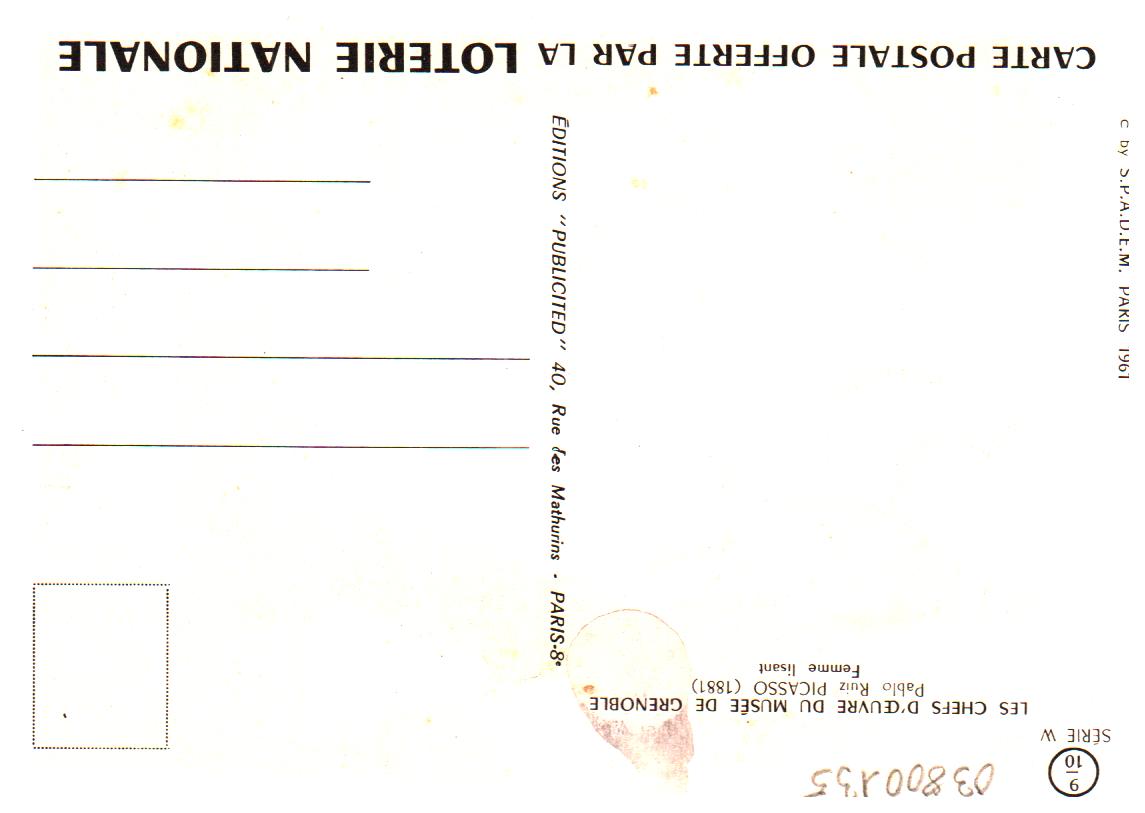 03800135
9
10
SÉRIE W
LES CHEFS D'ŒUVRE DU MUSÉE DE GRENOBLE
Pablo Ruiz PICASSO (1881)
Femme lisant
c by S.P.A.D.E.M. PARIS 1961
ÉDITIONS "PUBLICITED" 40, Rue des Mathurins - PARIS-8e
CARTE POSTALE OFFERTE PAR LA LOTERIE NATIONALE